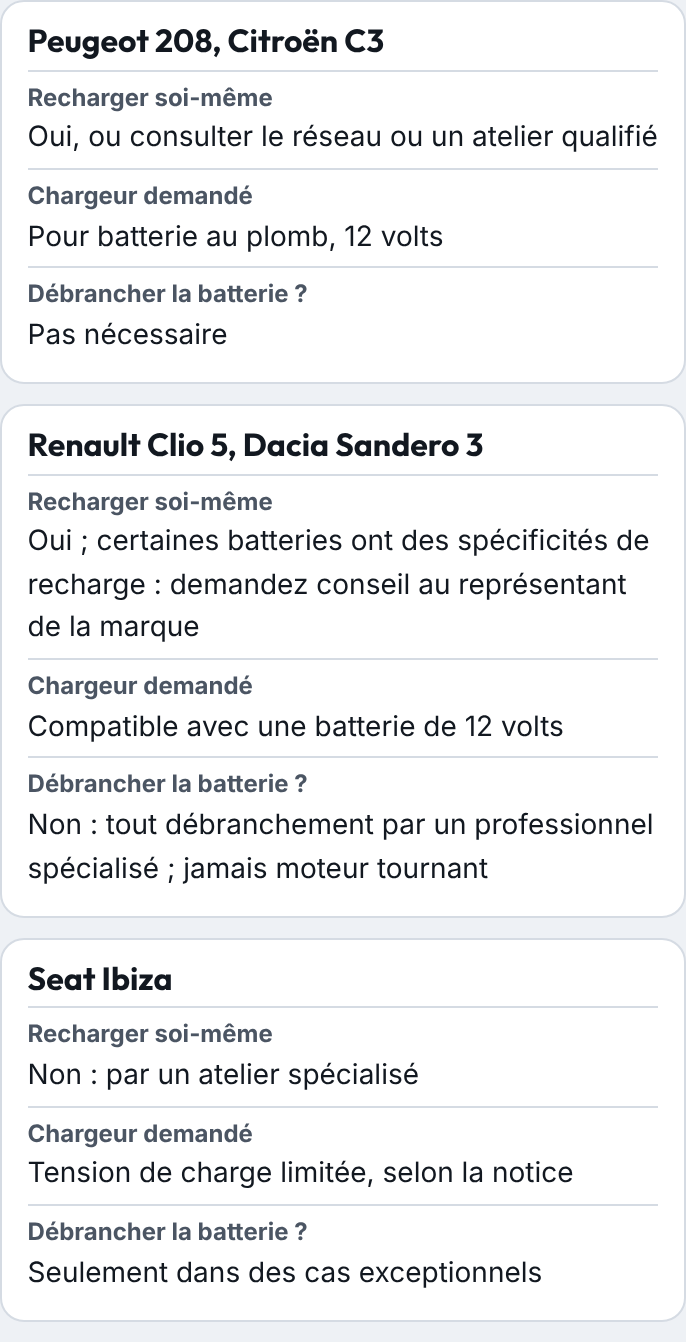 Peugeot 208, Citroën C3
Recharger soi-même
Oui, ou consulter le réseau ou un atelier qualifié
Chargeur demandé
Pour batterie au plomb, 12 volts
Débrancher la batterie ?
Pas nécessaire
Renault Clio 5, Dacia Sandero 3
Recharger soi-même
Oui ; certaines batteries ont des spécificités de
recharge : demandez conseil au représentant
de la marque
Chargeur demandé
Compatible avec une batterie de 12 volts
Débrancher la batterie ?
Non : tout débranchement par un professionnel
spécialisé ; jamais moteur tournant
Seat Ibiza
Recharger soi-même
Non : par un atelier spécialisé
Chargeur demandé
Tension de charge limitée, selon la notice
Débrancher la batterie ?
Seulement dans des cas exceptionnels